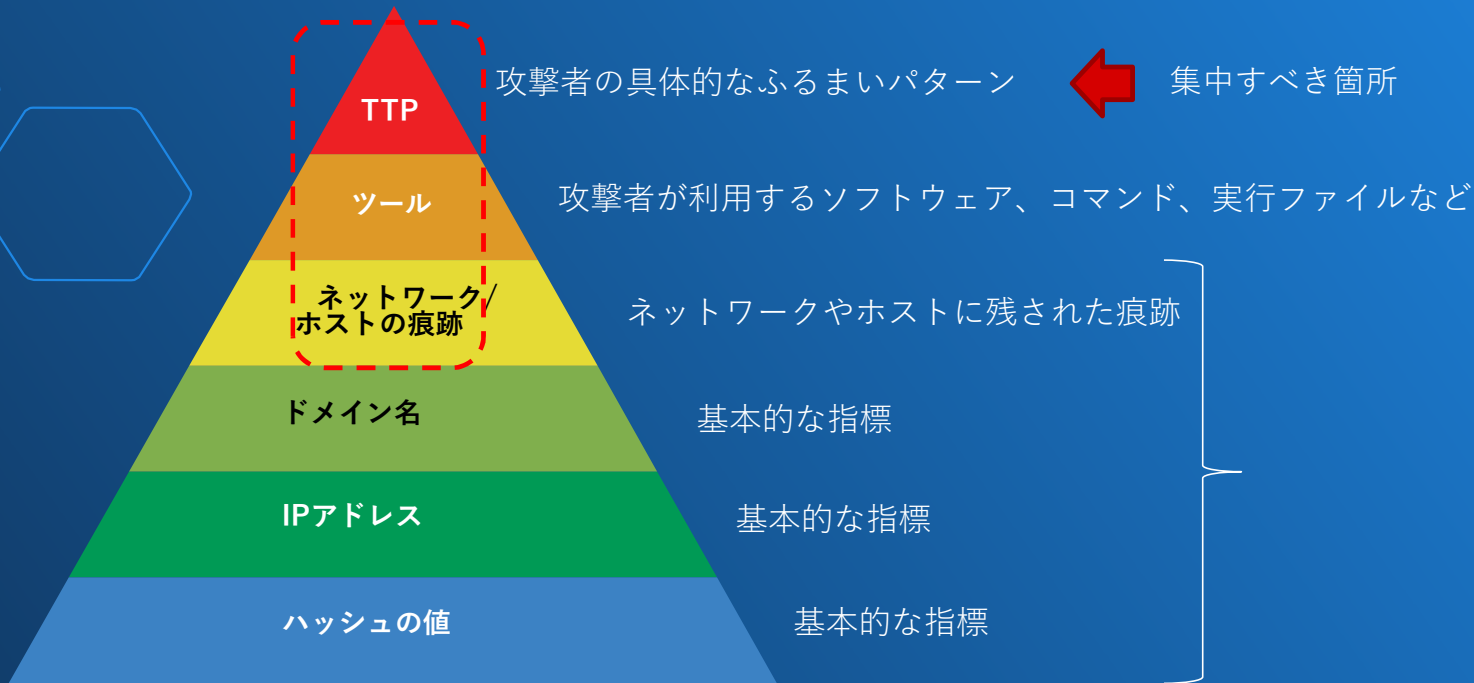 TTP
攻撃者の具体的なふるまいパターン
集中すべき箇所
ツール
攻撃者が利用するソフトウェア、コマンド、実行ファイルなど
ネットワーク/
ホストの痕跡
ネットワークやホストに残された痕跡
ドメイン名
基本的な指標
IPアドレス
基本的な指標
ハッシュの値
基本的な指標